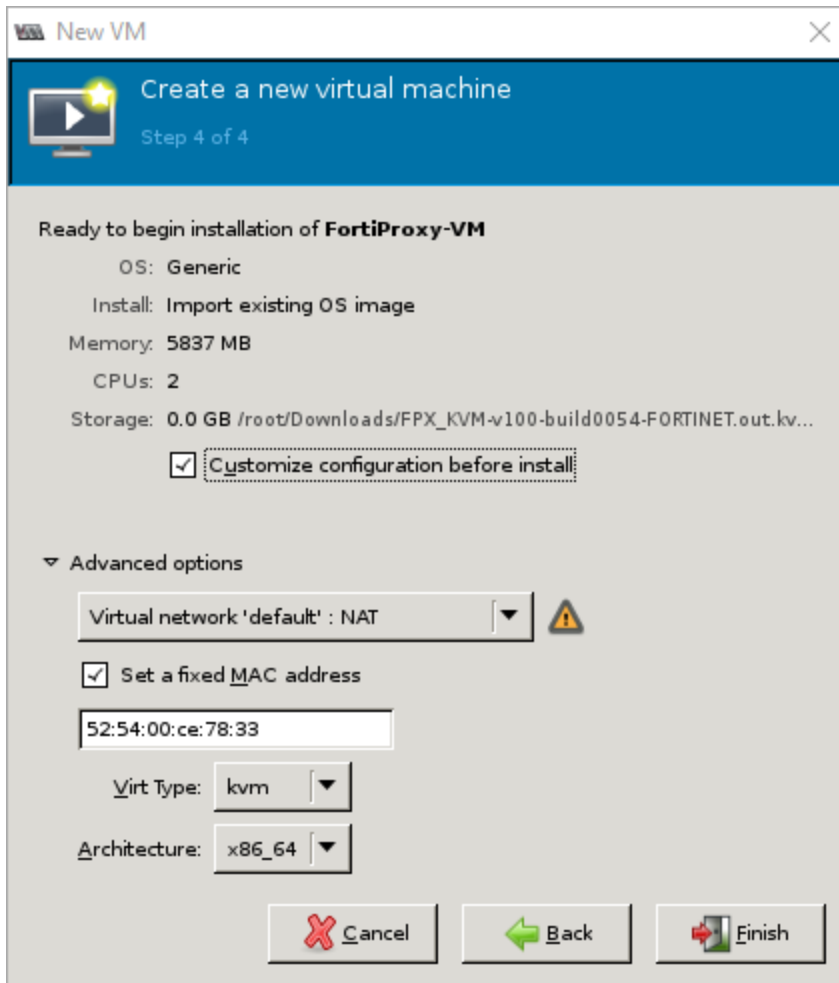 New VM
Create a new virtual machine
Step 4 of 4
Ready to begin installation of FortiProxy-VM
OS: Generic
Install: Import existing OS image
Memory: 5837 MB
CPUs: 2
Storage: 0.0 GB /root/Downloads/FPX_KVM-v100-build0054-FORTINET.out.kv...
Customize configuration before install
Advanced options
Virtual network 'default' : NAT
Set a fixed MAC address
52:54:00:ce:78:33
Virt Type: kvm
Architecture: x86_64
Cancel Back Finish